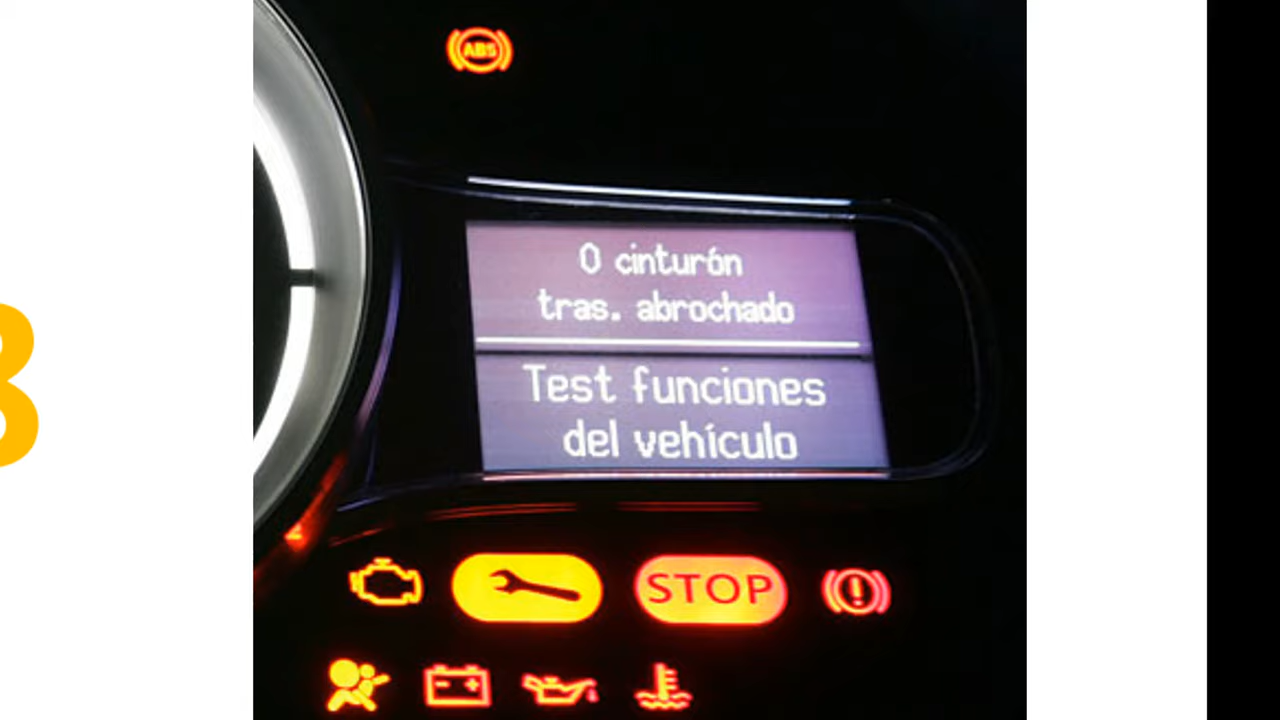 ABS
0 cinturón
tras. abrochado
Test funciones
del vehículo
STOP